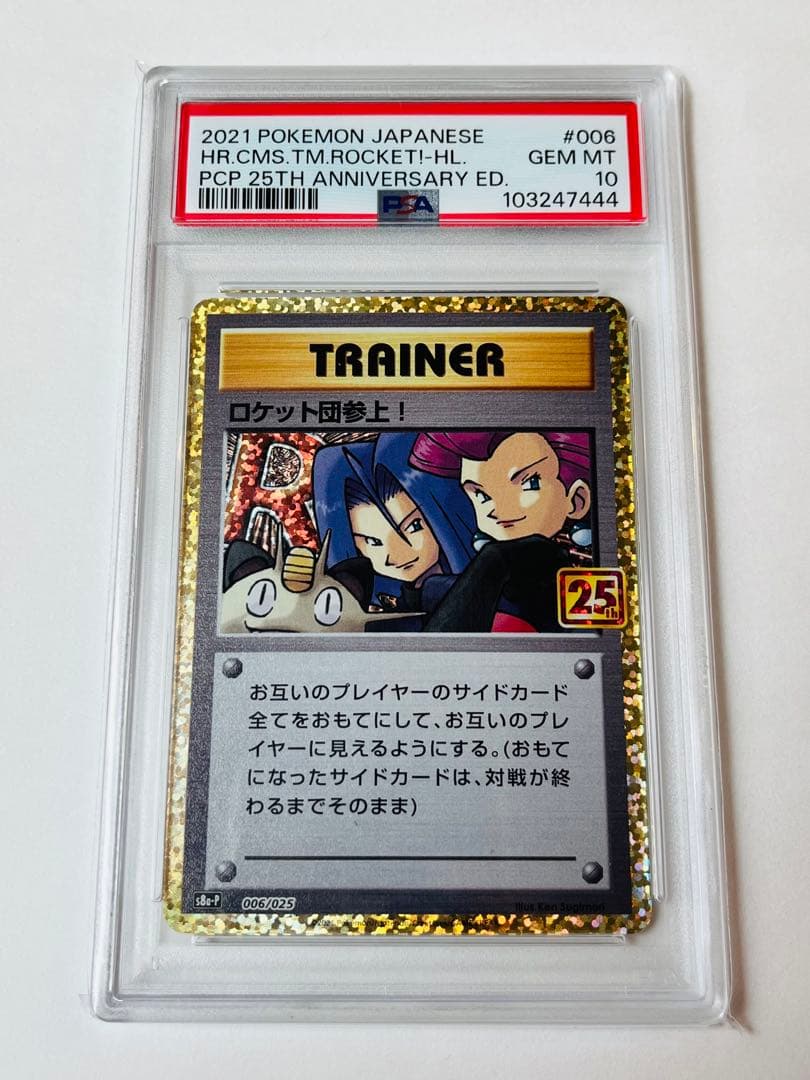 2021 POKEMON JAPANESE #006
HR.CMS.TM.ROCKET!-HL. GEM MT
PCP 25TH ANNIVERSARY ED. 10
PSA 103247444
TRAINER
ロケット団参上!
25th
お互いのプレイヤーのサイドカード
全てをおもてにして、お互いのプレ
イヤーに見えるようにする。(おもて
になったサイドカードは、対戦が終
わるまでそのまま)
s8a-P 006/025 Illus. Ken Sugimori